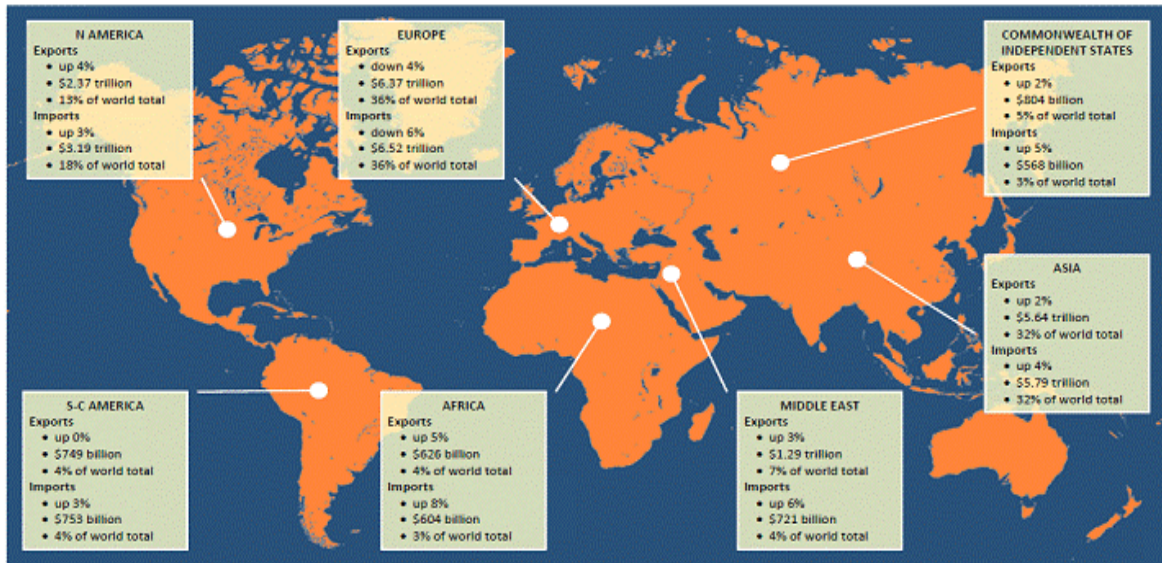 N AMERICA
Exports
• up 4%
• $2.37 trillion
• 13% of world total
Imports
• up 3%
• $3.19 trillion
• 18% of world total
EUROPE
Exports
• down 4%
• $6.37 trillion
• 36% of world total
Imports
• down 6%
• $6.52 trillion
• 36% of world total
COMMONWEALTH OF
INDEPENDENT STATES
Exports
• up 2%
• $804 billion
• 5% of world total
Imports
• up 5%
• $568 billion
• 3% of world total
ASIA
Exports
• up 2%
• $5.64 trillion
• 32% of world total
Imports
• up 4%
• $5.79 trillion
• 32% of world total
S-C AMERICA
Exports
• up 0%
• $749 billion
• 4% of world total
Imports
• up 3%
• $753 billion
• 4% of world total
AFRICA
Exports
• up 5%
• $626 billion
• 4% of world total
Imports
• up 8%
• $604 billion
• 3% of world total
MIDDLE EAST
Exports
• up 3%
• $1.29 trillion
• 7% of world total
Imports
• up 6%
• $721 billion
• 4% of world total